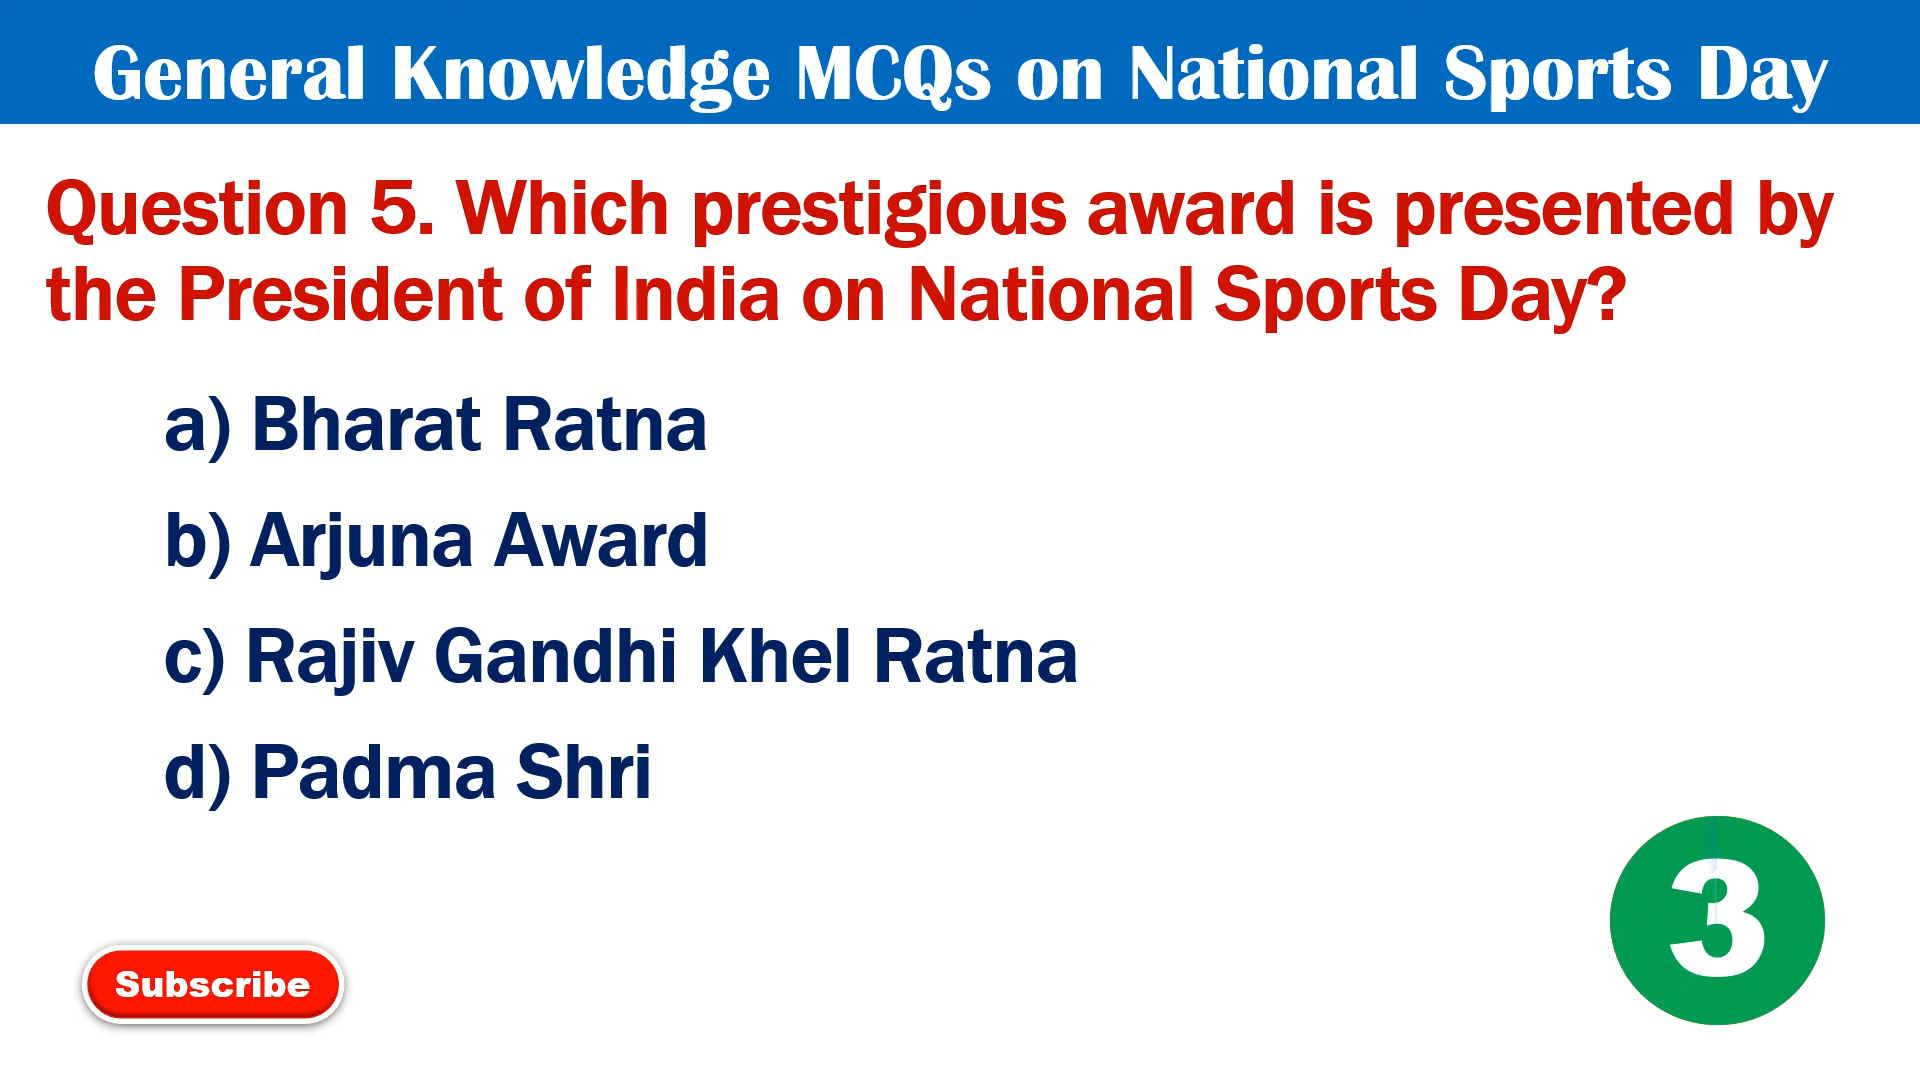 General Knowledge MCQs on National Sports Day
Question 5. Which prestigious award is presented by
the President of India on National Sports Day?
a) Bharat Ratna
b) Arjuna Award
c) Rajiv Gandhi Khel Ratna
d) Padma Shri
3
Subscribe